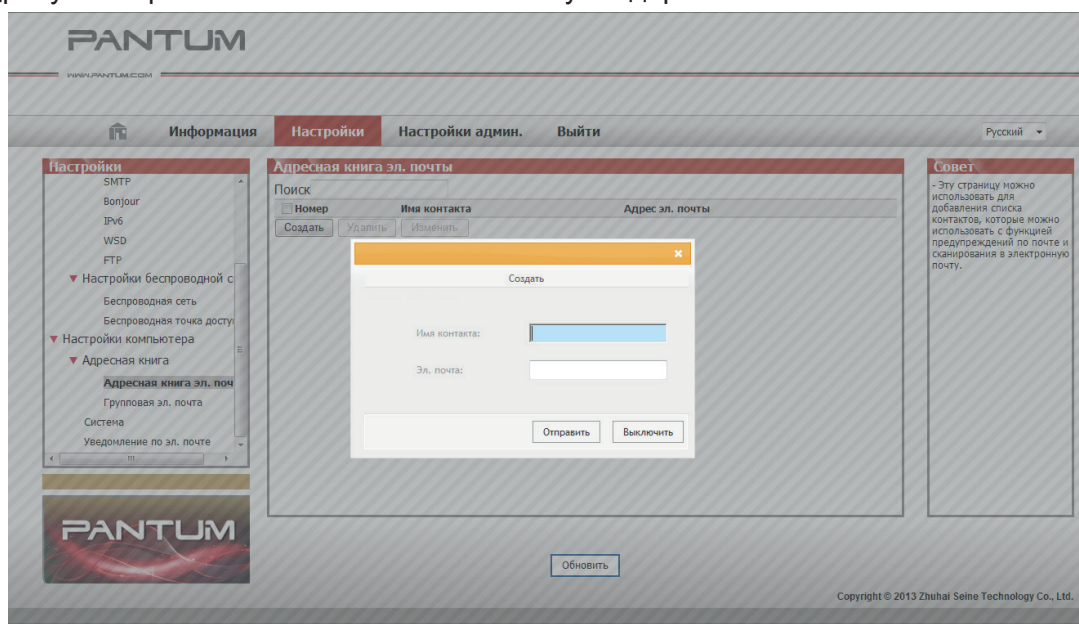 PANTUM
WWW.PANTUM.COM
Информация Настройки Настройки админ. Выйти Русский
Настройки
SMTP
Bonjour
IPv6
WSD
FTP
Настройки беспроводной с
Беспроводная сеть
Беспроводная точка досту
Настройки компьютера
Адресная книга
Адресная книга эл. поч
Групповая эл. почта
Система
Уведомление по эл. почте
PANTUM
Адресная книга эл. почты
Поиск
Номер Имя контакта Адрес эл. почты
Создать Удалить Изменить
Создать
Имя контакта:
Эл. почта:
Отправить Выключить
Обновить
Совет
- Эту страницу можно
использовать для
добавления списка
контактов, которые можно
использовать с функцией
предупреждений по почте и
сканирования в электронную
почту.
Copyright © 2013 Zhuhai Seine Technology Co., Ltd.